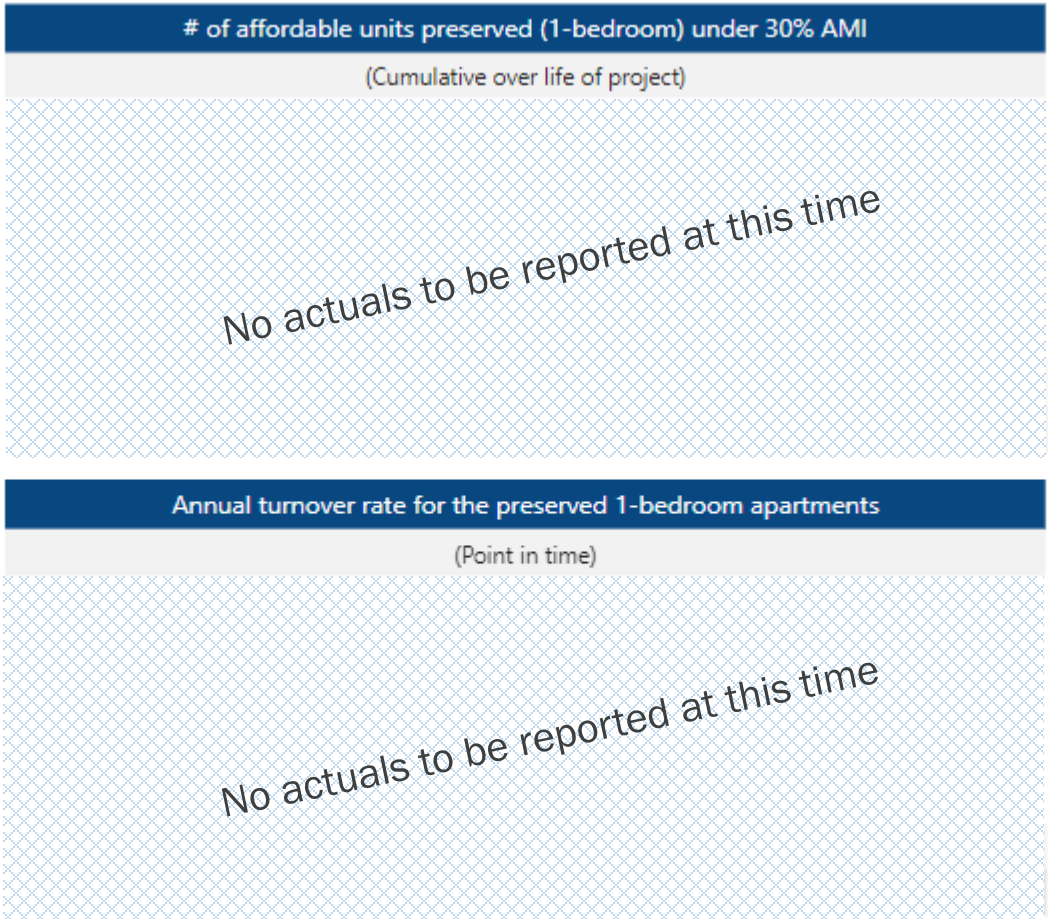 # of affordable units preserved (1-bedroom) under 30% AMI
(Cumulative over life of project)
No actuals to be reported at this time
Annual turnover rate for the preserved 1-bedroom apartments
(Point in time)
No actuals to be reported at this time